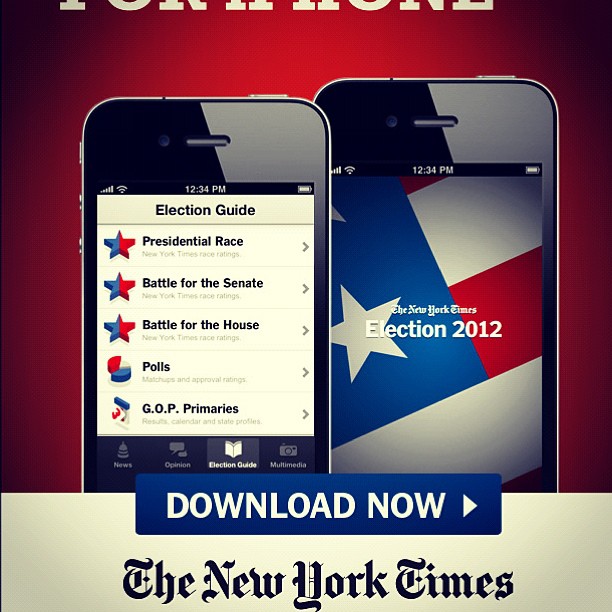 FOR IPHONE
12:34 PM
Election Guide
Presidential Race
New York Times race ratings.
Battle for the Senate
New York Times race ratings.
Battle for the House
New York Times race ratings.
Polls
Matchups and approval ratings.
G.O.P. Primaries
Results, calendar and state profiles.
News
Opinion
Election Guide
Multimedia
12:34 PM
The New York Times
Election 2012
DOWNLOAD NOW
The New York Times